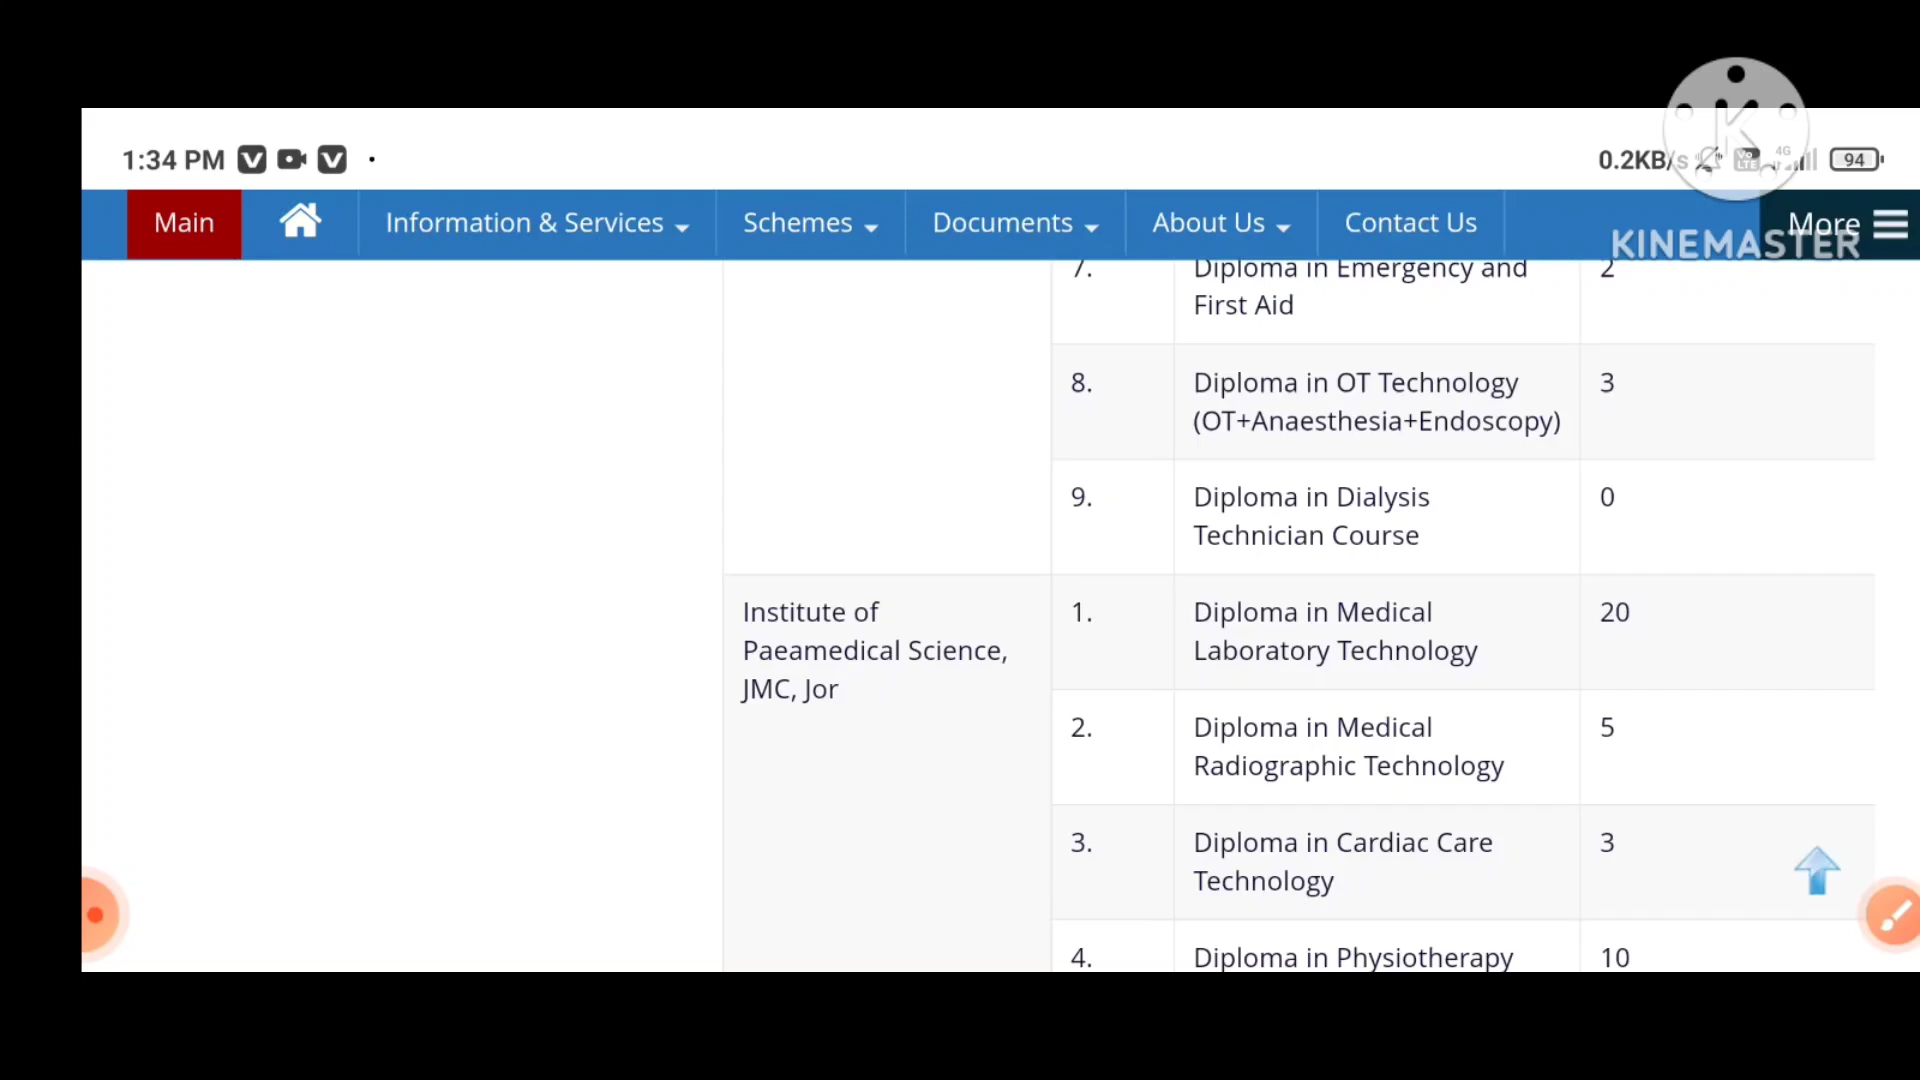 1:34 PM
0.2KB/s
Vo LTE
4G
94
Main
Information & Services
Schemes
Documents
About Us
Contact Us
More
K
KINEMASTER
7.
Diploma in Emergency and
2
First Aid
8.
Diploma in OT Technology
3
(OT+Anaesthesia+Endoscopy)
9.
Diploma in Dialysis
0
Technician Course
Institute of
Paeamedical Science,
JMC, Jor
1.
Diploma in Medical
20
Laboratory Technology
2.
Diploma in Medical
5
Radiographic Technology
3.
Diploma in Cardiac Care
3
Technology
4.
Diploma in Physiotherapy
10